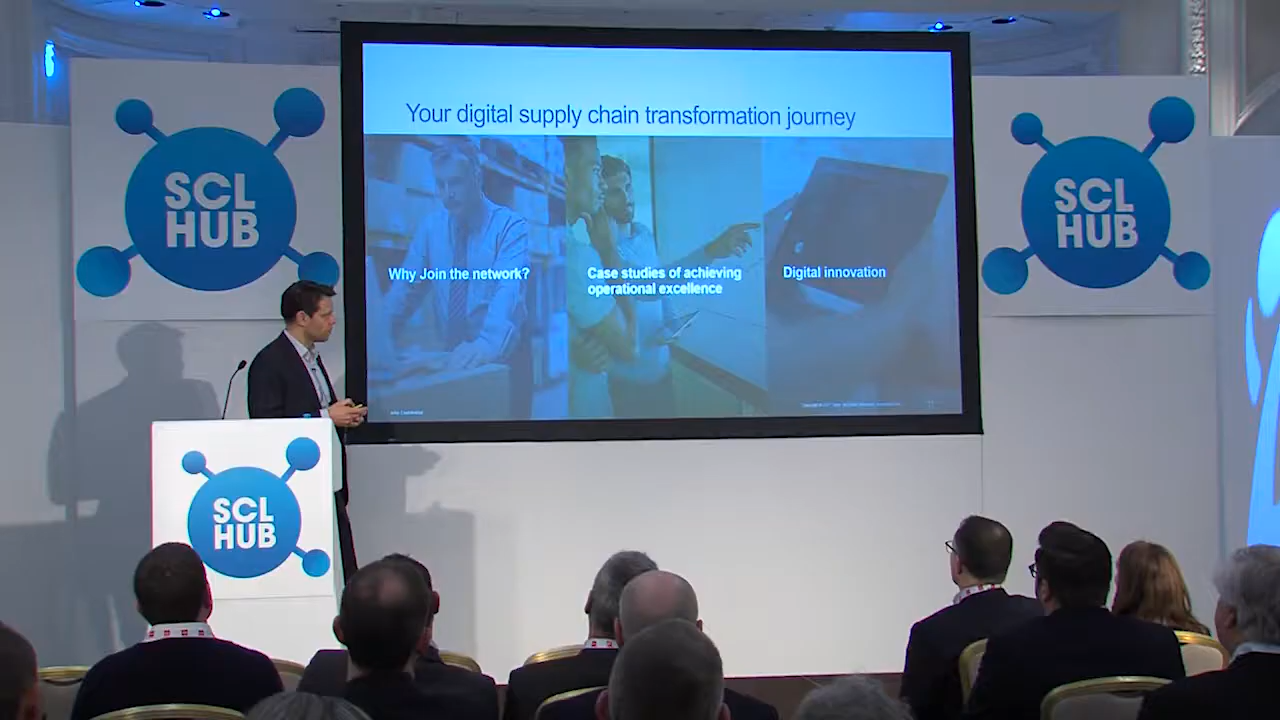 Your digital supply chain transformation journey
SCL
HUB
SCL
HUB
Why Join the network?
Case studies of achieving
operational excellence
Digital innovation
SCL
HUB